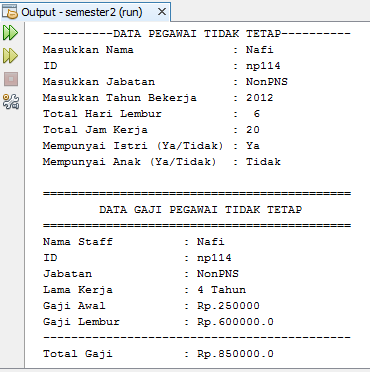 Output - semester2 (run)
----------DATA PEGAWAI TIDAK TETAP----------
Masukkan Nama : Nafi
ID : np114
Masukkan Jabatan : NonPNS
Masukkan Tahun Bekerja : 2012
Total Hari Lembur : 6
Total Jam Kerja : 20
Mempunyai Istri (Ya/Tidak) : Ya
Mempunyai Anak (Ya/Tidak) : Tidak
============================================
DATA GAJI PEGAWAI TIDAK TETAP
============================================
Nama Staff : Nafi
ID : np114
Jabatan : NonPNS
Lama Kerja : 4 Tahun
Gaji Awal : Rp.250000
Gaji Lembur : Rp.600000.0
--------------------------------------------
Total Gaji : Rp.850000.0